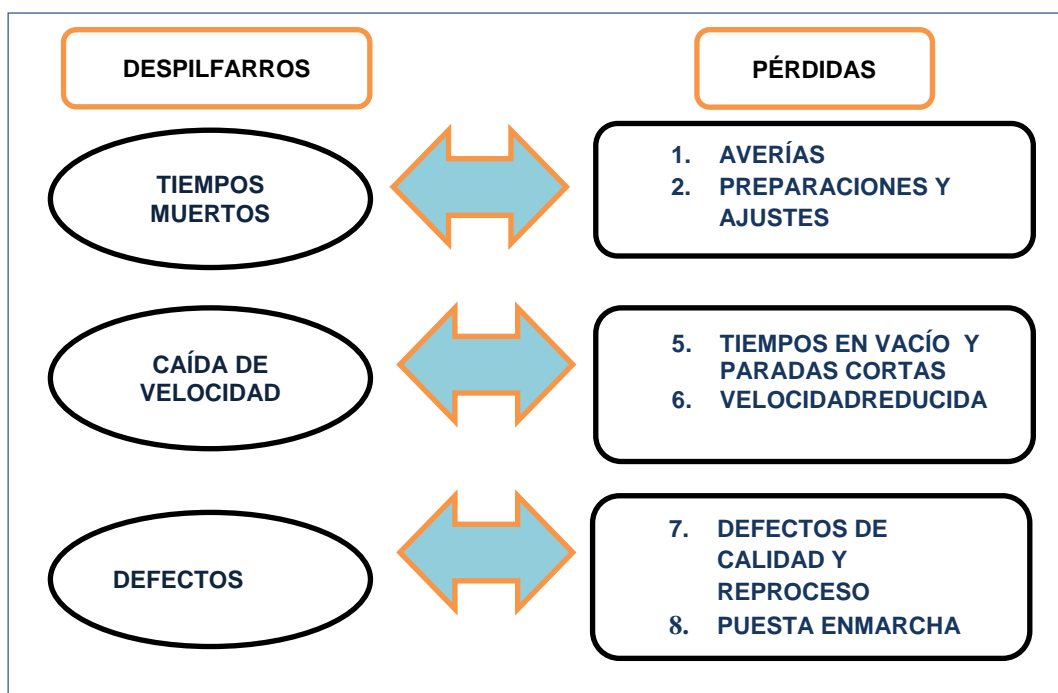 DESPILFARROS
PÉRDIDAS
TIEMPOS
MUERTOS
1. AVERÍAS
2. PREPARACIONES Y
AJUSTES
CAÍDA DE
VELOCIDAD
5. TIEMPOS EN VACÍO Y
PARADAS CORTAS
6. VELOCIDADREDUCIDA
DEFECTOS
7. DEFECTOS DE
CALIDAD Y
REPROCESO
8. PUESTA ENMARCHA